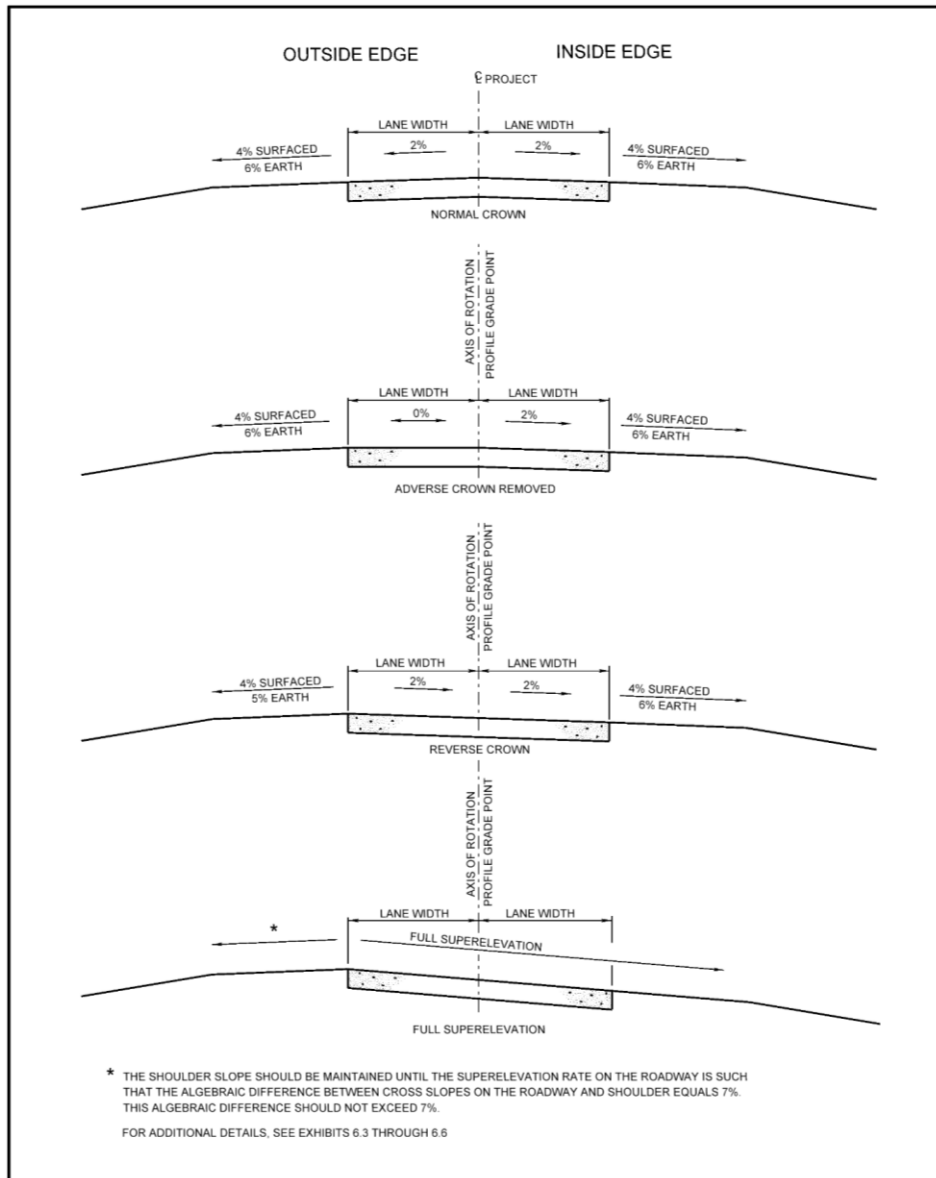 OUTSIDE EDGE
INSIDE EDGE
℄ PROJECT
LANE WIDTH
LANE WIDTH
4% SURFACED
6% EARTH
2%
2%
4% SURFACED
6% EARTH
NORMAL CROWN
AXIS OF ROTATION
PROFILE GRADE POINT
LANE WIDTH
LANE WIDTH
4% SURFACED
6% EARTH
0%
2%
4% SURFACED
6% EARTH
ADVERSE CROWN REMOVED
AXIS OF ROTATION
PROFILE GRADE POINT
LANE WIDTH
LANE WIDTH
4% SURFACED
5% EARTH
2%
2%
4% SURFACED
6% EARTH
REVERSE CROWN
AXIS OF ROTATION
PROFILE GRADE POINT
LANE WIDTH
LANE WIDTH
*
FULL SUPERELEVATION
FULL SUPERELEVATION
* THE SHOULDER SLOPE SHOULD BE MAINTAINED UNTIL THE SUPERELEVATION RATE ON THE ROADWAY IS SUCH
THAT THE ALGEBRAIC DIFFERENCE BETWEEN CROSS SLOPES ON THE ROADWAY AND SHOULDER EQUALS 7%.
THIS ALGEBRAIC DIFFERENCE SHOULD NOT EXCEED 7%.
FOR ADDITIONAL DETAILS, SEE EXHIBITS 6.3 THROUGH 6.6